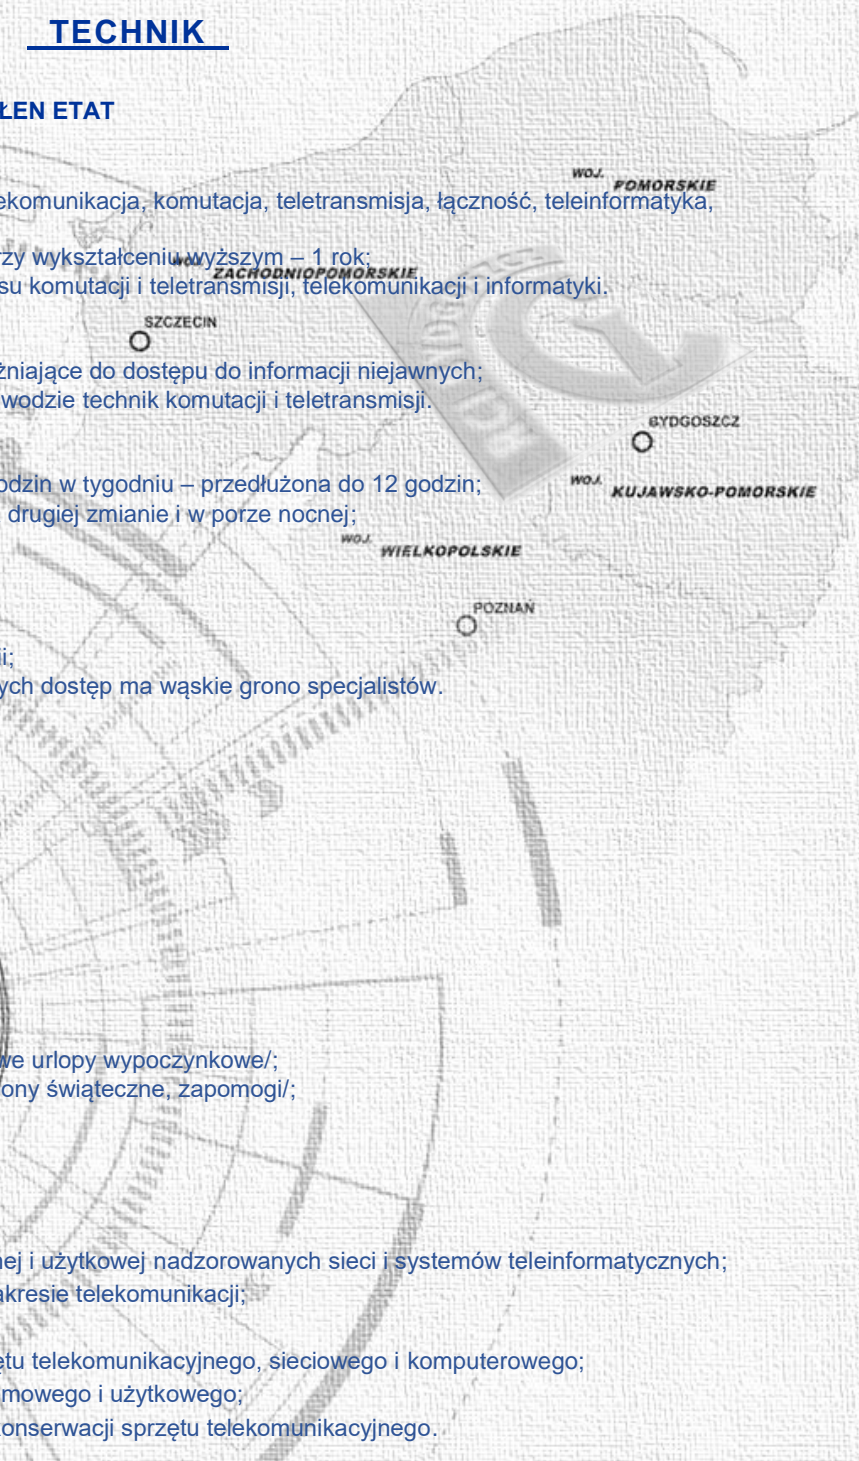 TECHNIK
ŁEN ETAT
WOJ. POMORSKIE
ekomunikacja, komutacja, teletransmisja, łączność, teleinformatyka,
rzy wykształceniu wyższym – 1 rok;
WOJ. ZACHODNIOPOMORSKIE
su komutacji i teletransmisji, telekomunikacji i informatyki.
SZCZECIN
żniające do dostępu do informacji niejawnych;
wodzie technik komutacji i teletransmisji.
BYDGOSZCZ
odzin w tygodniu – przedłużona do 12 godzin;
WOJ. KUJAWSKO-POMORSKIE
drugiej zmianie i w porze nocnej;
WOJ. WIELKOPOLSKIE
POZNAŃ
ii;
ych dostęp ma wąskie grono specjalistów.
we urlopy wypoczynkowe/;
ony świąteczne, zapomogi/;
nej i użytkowej nadzorowanych sieci i systemów teleinformatycznych;
akresie telekomunikacji;
ętu telekomunikacyjnego, sieciowego i komputerowego;
mowego i użytkowego;
onserwacji sprzętu telekomunikacyjnego.